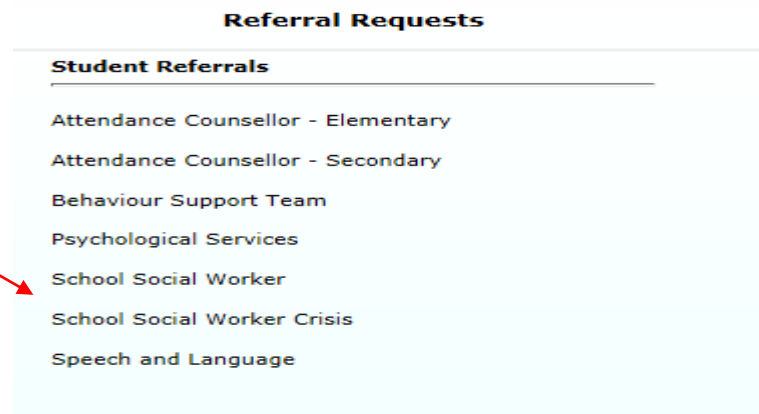 Referral Requests
Student Referrals
Attendance Counsellor - Elementary
Attendance Counsellor - Secondary
Behaviour Support Team
Psychological Services
School Social Worker
School Social Worker Crisis
Speech and Language